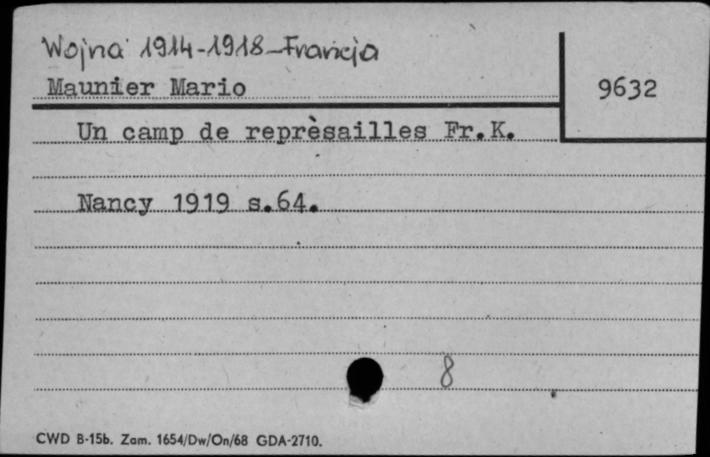 Wojna 1914-1918-Francja
Maunier Mario
9632
Un camp de reprèsailles Fr.K.
Nancy 1919 s.64.
8
CWD B-15b. Zam. 1654/Dw/On/68 GDA-2710.